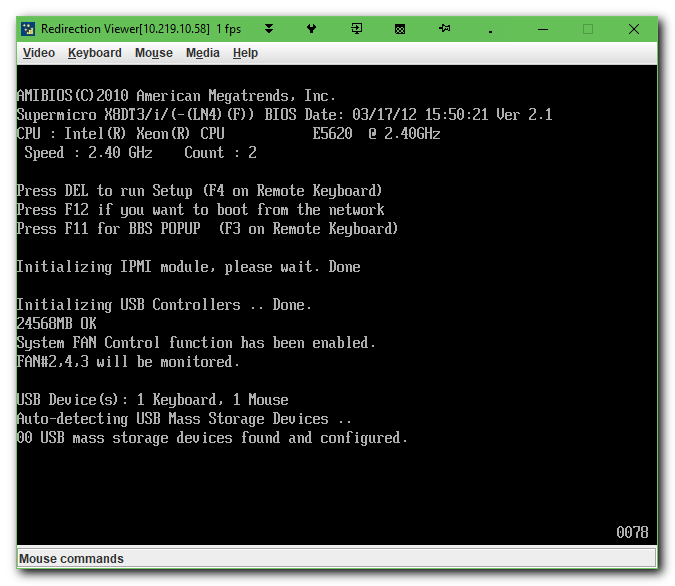 Redirection Viewer[10.219.10.58] 1 fps
Video Keyboard Mouse Media Help
AMIBIOS(C)2010 American Megatrends, Inc.
Supermicro X8DT3/i/(-(LN4)(F)) BIOS Date: 03/17/12 15:50:21 Ver 2.1
CPU : Intel(R) Xeon(R) CPU           E5620  @ 2.40GHz
Speed : 2.40 GHz    Count : 2
Press DEL to run Setup (F4 on Remote Keyboard)
Press F12 if you want to boot from the network
Press F11 for BBS POPUP  (F3 on Remote Keyboard)
Initializing IPMI module, please wait. Done
Initializing USB Controllers .. Done.
24568MB OK
System FAN Control function has been enabled.
FAN#2,4,3 will be monitored.
USB Device(s): 1 Keyboard, 1 Mouse
Auto-detecting USB Mass Storage Devices ..
00 USB mass storage devices found and configured.
0078
Mouse commands